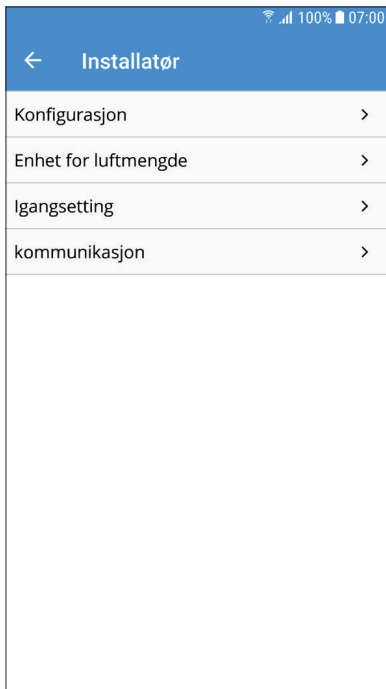 100% 07:00
Installatør
Konfigurasjon
Enhet for luftmengde
Igangsetting
kommunikasjon